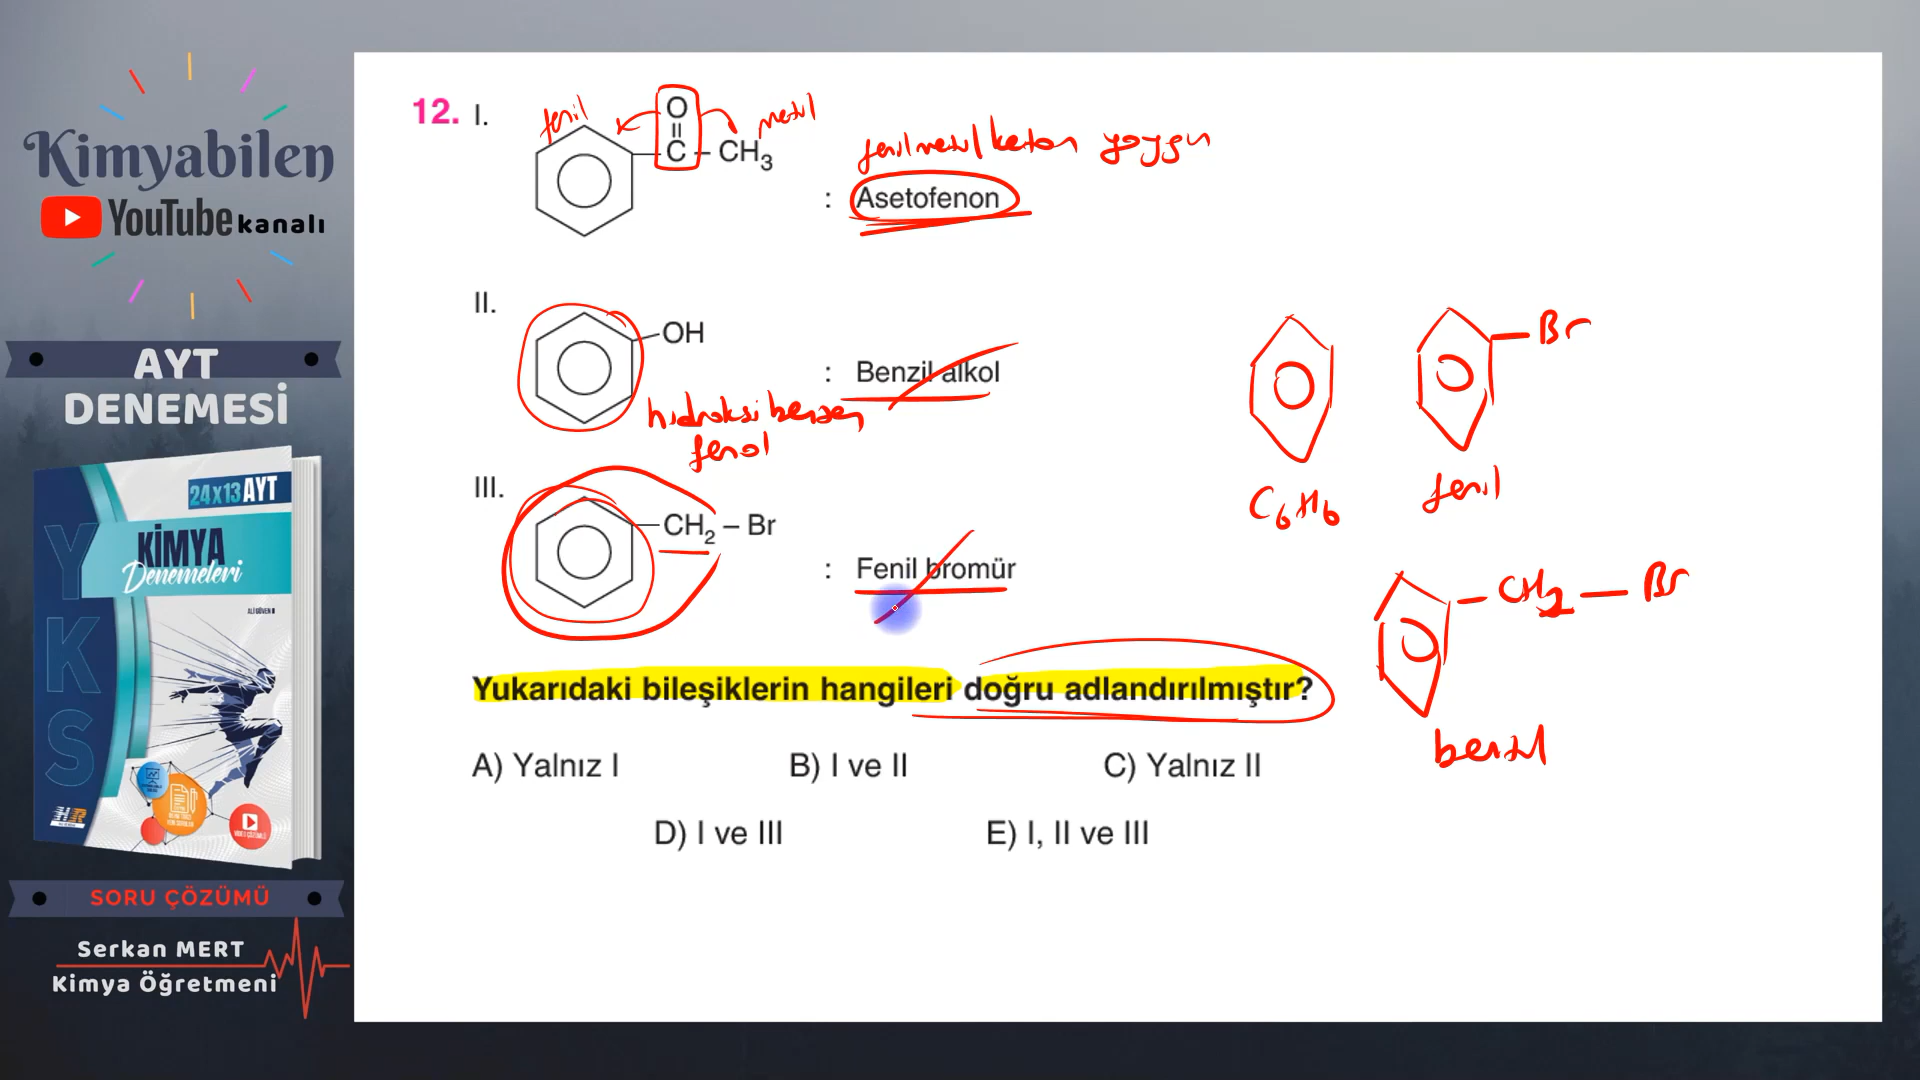 Kimyabilen
YouTube kanalı
AYT
DENEMESİ
24x13 AYT
YKS
KİMYA
Denemeleri
ALİ GÜVEN
SORU ÇÖZÜMÜ
Serkan MERT
Kimya Öğretmeni
12. I.
fenil
O
C – CH3
metil
fenil metil keton yaygın
: Asetofenon
II.
OH
: Benzil alkol
hidroksi benzen
fenol
III.
CH2 – Br
: Fenil bromür
C6H6
Br
fenil
CH2 — Br
benzil
Yukarıdaki bileşiklerin hangileri doğru adlandırılmıştır?
A) Yalnız I B) I ve II C) Yalnız II
D) I ve III E) I, II ve III